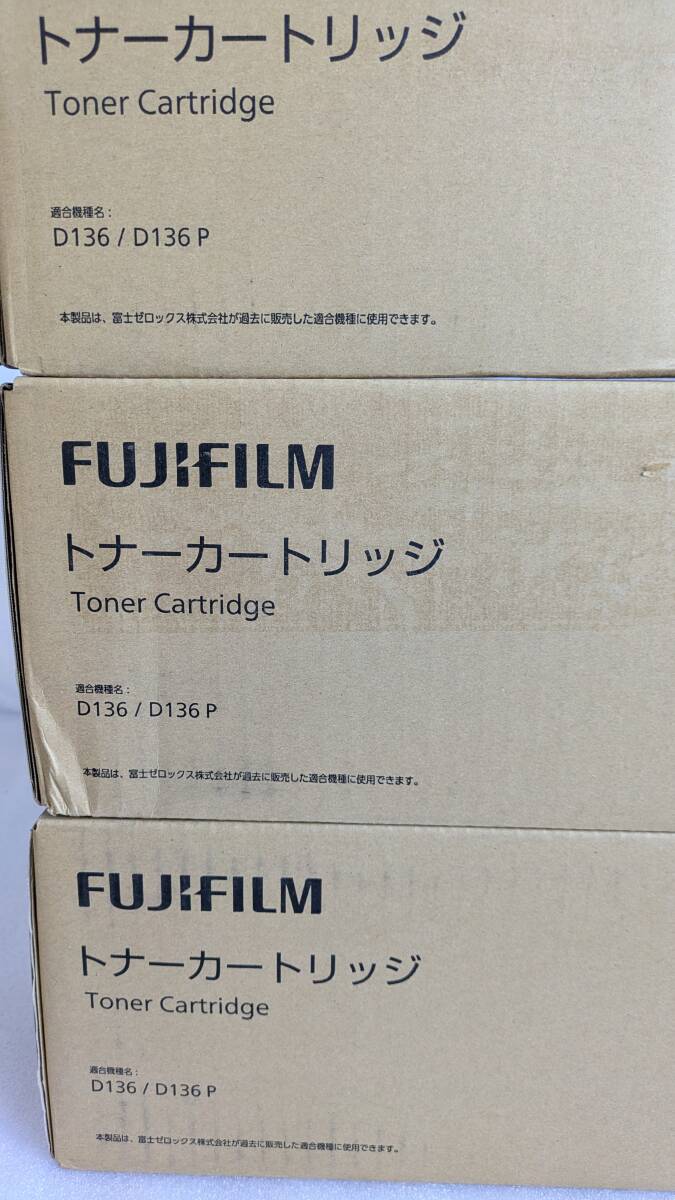 トナーカートリッジ
Toner Cartridge
適合機種名：
D136 / D136 P
本製品は、富士ゼロックス株式会社が過去に販売した適合機種に使用できます。
FUJIFILM
トナーカートリッジ
Toner Cartridge
適合機種名：
D136 / D136 P
本製品は、富士ゼロックス株式会社が過去に販売した適合機種に使用できます。
FUJIFILM
トナーカートリッジ
Toner Cartridge
適合機種名：
D136 / D136 P
本製品は、富士ゼロックス株式会社が過去に販売した適合機種に使用できます。